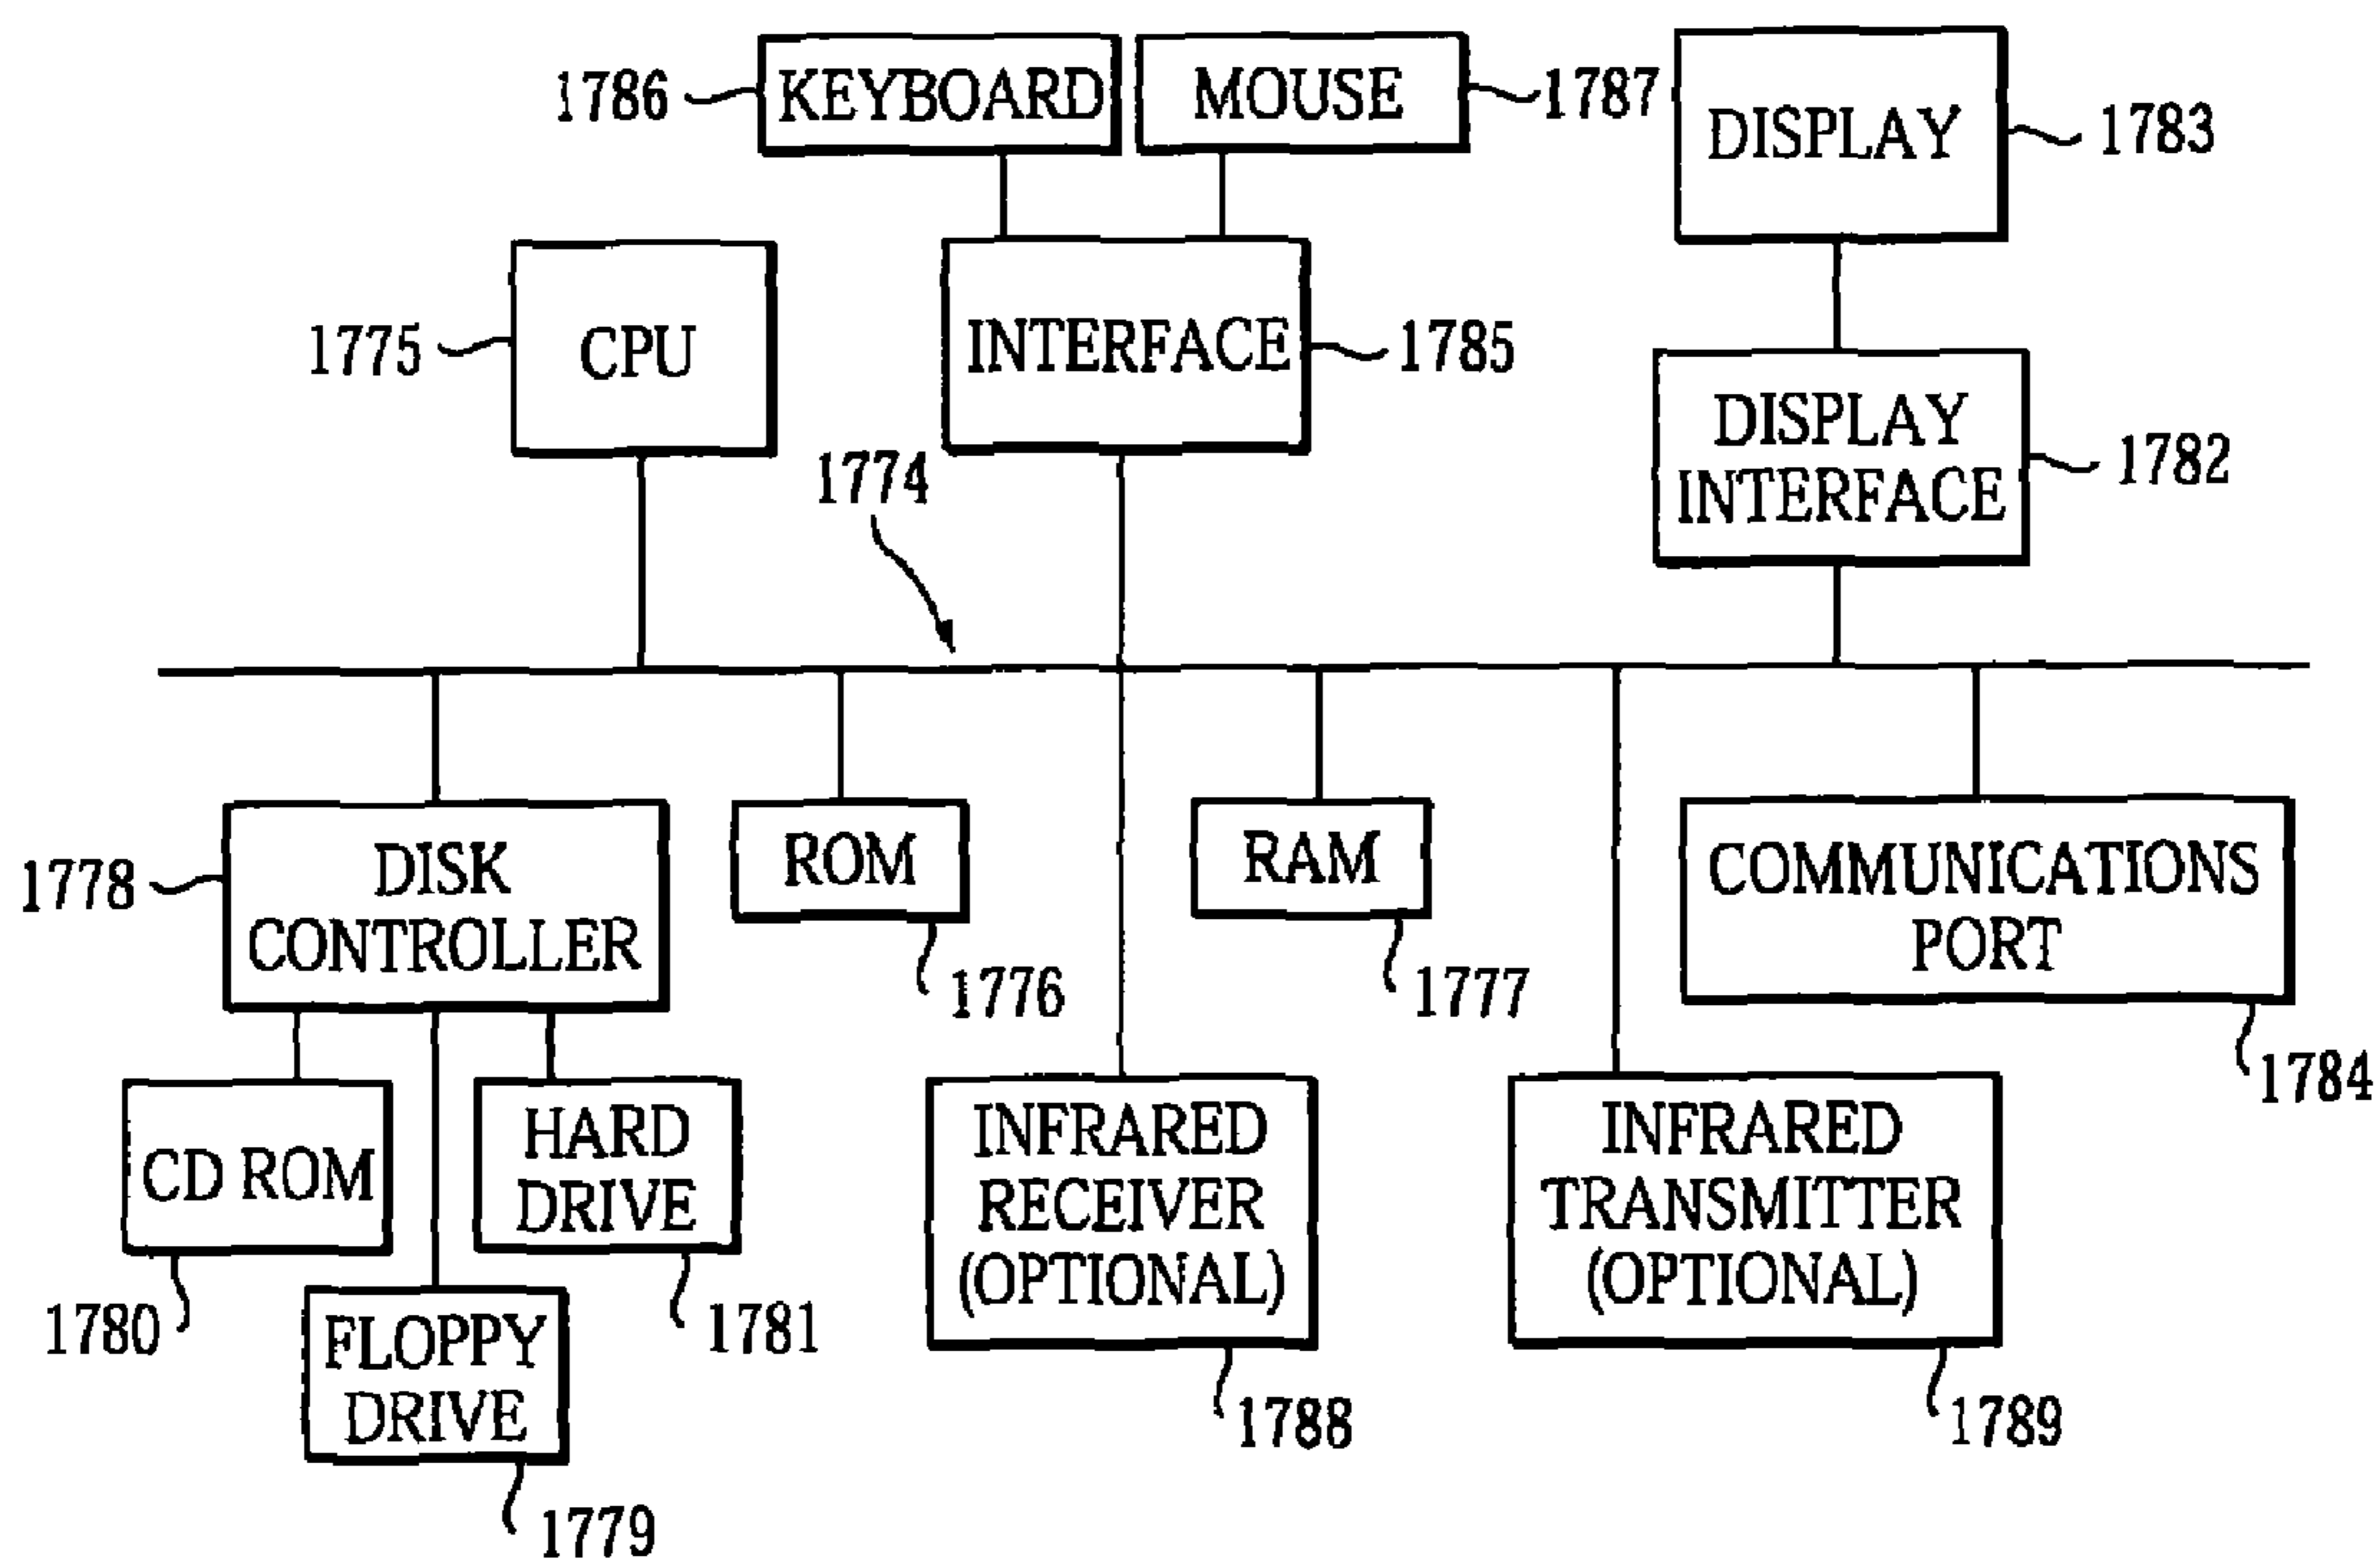 1786
KEYBOARD
MOUSE
1787
DISPLAY
1783
1775
CPU
INTERFACE
1785
DISPLAY
INTERFACE
1782
1774
1778
DISK
CONTROLLER
ROM
1776
RAM
1777
COMMUNICATIONS
PORT
1784
CD ROM
1780
HARD
DRIVE
1781
FLOPPY
DRIVE
1779
INFRARED
RECEIVER
(OPTIONAL)
1788
INFRARED
TRANSMITTER
(OPTIONAL)
1789